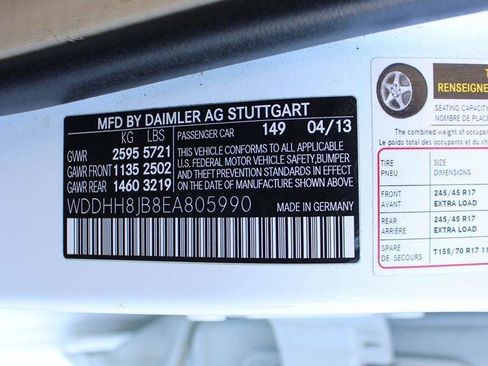 MFD BY DAIMLER AG STUTTGART
KG LBS PASSENGER CAR 149 04/13
GVWR 2595 5721
GAWR FRONT 1135 2502
GAWR REAR 1460 3219
THIS VEHICLE CONFORMS TO ALL APPLICABLE
U.S. FEDERAL MOTOR VEHICLE SAFETY,BUMPER
AND THEFT PREVENTION STANDARDS IN EFFECT
ON THE DATE OF MANUFACTURE SHOWN ABOVE.
WDDHH8JB8EA805990 MADE IN GERMANY
RENSEIGNE
SEATING CAPACITY
NOMBRE DE PLACE
The combined weight of occupa
Le poids total des occupants
TIRE SIZE
PNEU DIMENSIONS
FRONT 245/45 R17
AVANT EXTRA LOAD
REAR 245/45 R17
ARRIÈRE EXTRA LOAD
SPARE
DE SECOURS T155/70 R17 11